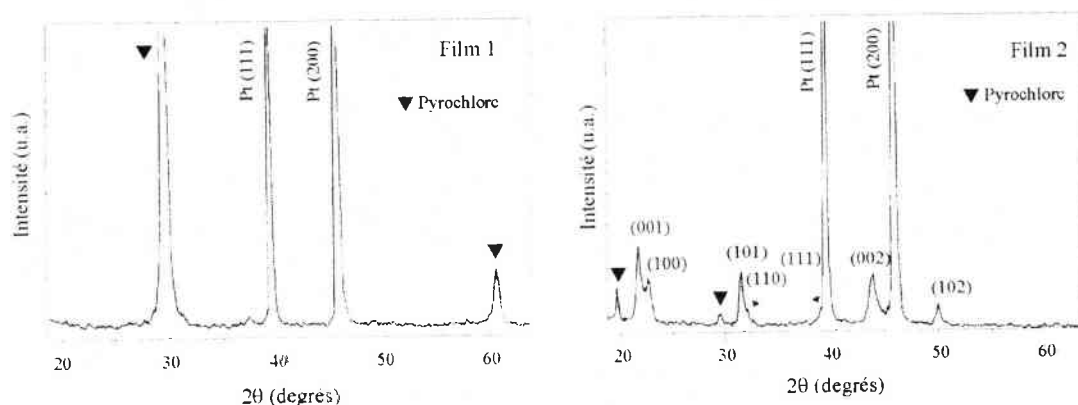 Film 1
▼ Pyrochlore
Pt (111)
Pt (200)
Intensité (u.a.)
20 30 40 50 60
2θ (degrés)
Film 2
▼ Pyrochlore
Pt (111)
Pt (200)
Intensité (u.a.)
(001)
(100)
(101)
(110)
(111)
(002)
(102)
20 30 40 50 60
2θ (degrés)